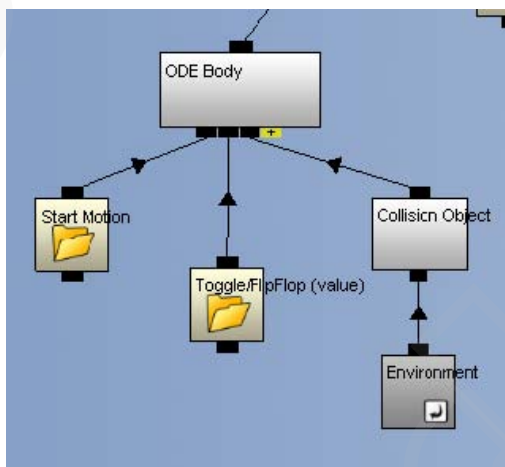 ODE Body
+
Start Motion
Collision Object
Toggle/FlipFlop (value)
Environment